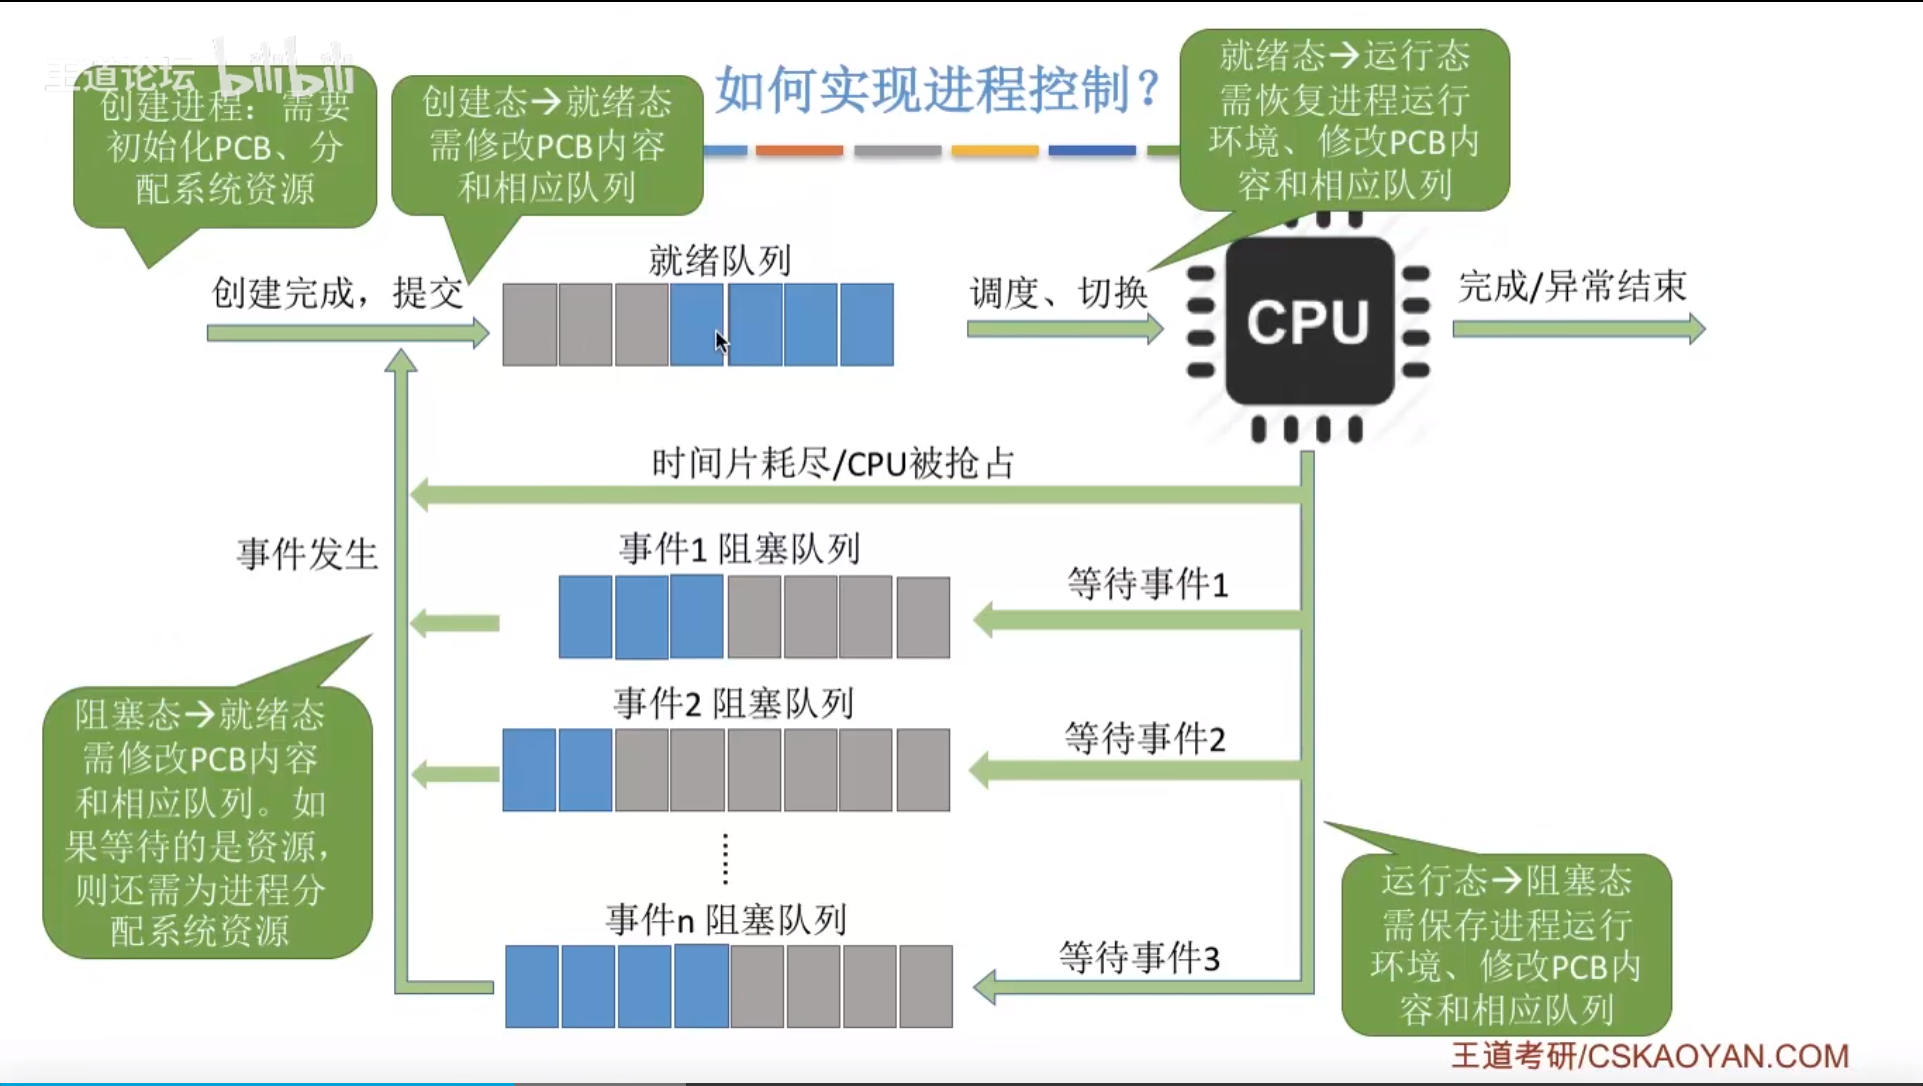 王道论坛 bilibili
创建进程：需要
初始化PCB、分
配系统资源
创建态→就绪态
需修改PCB内容
和相应队列
如何实现进程控制？
就绪态→运行态
需恢复进程运行
环境、修改PCB内
容和相应队列
就绪队列
创建完成，提交
调度、切换
CPU
完成/异常结束
时间片耗尽/CPU被抢占
事件发生
事件1 阻塞队列
等待事件1
事件2 阻塞队列
等待事件2
阻塞态→就绪态
需修改PCB内容
和相应队列。如
果等待的是资源，
则还需为进程分
配系统资源
事件n 阻塞队列
等待事件3
运行态→阻塞态
需保存进程运行
环境、修改PCB内
容和相应队列
王道考研/CSKAOYAN.COM